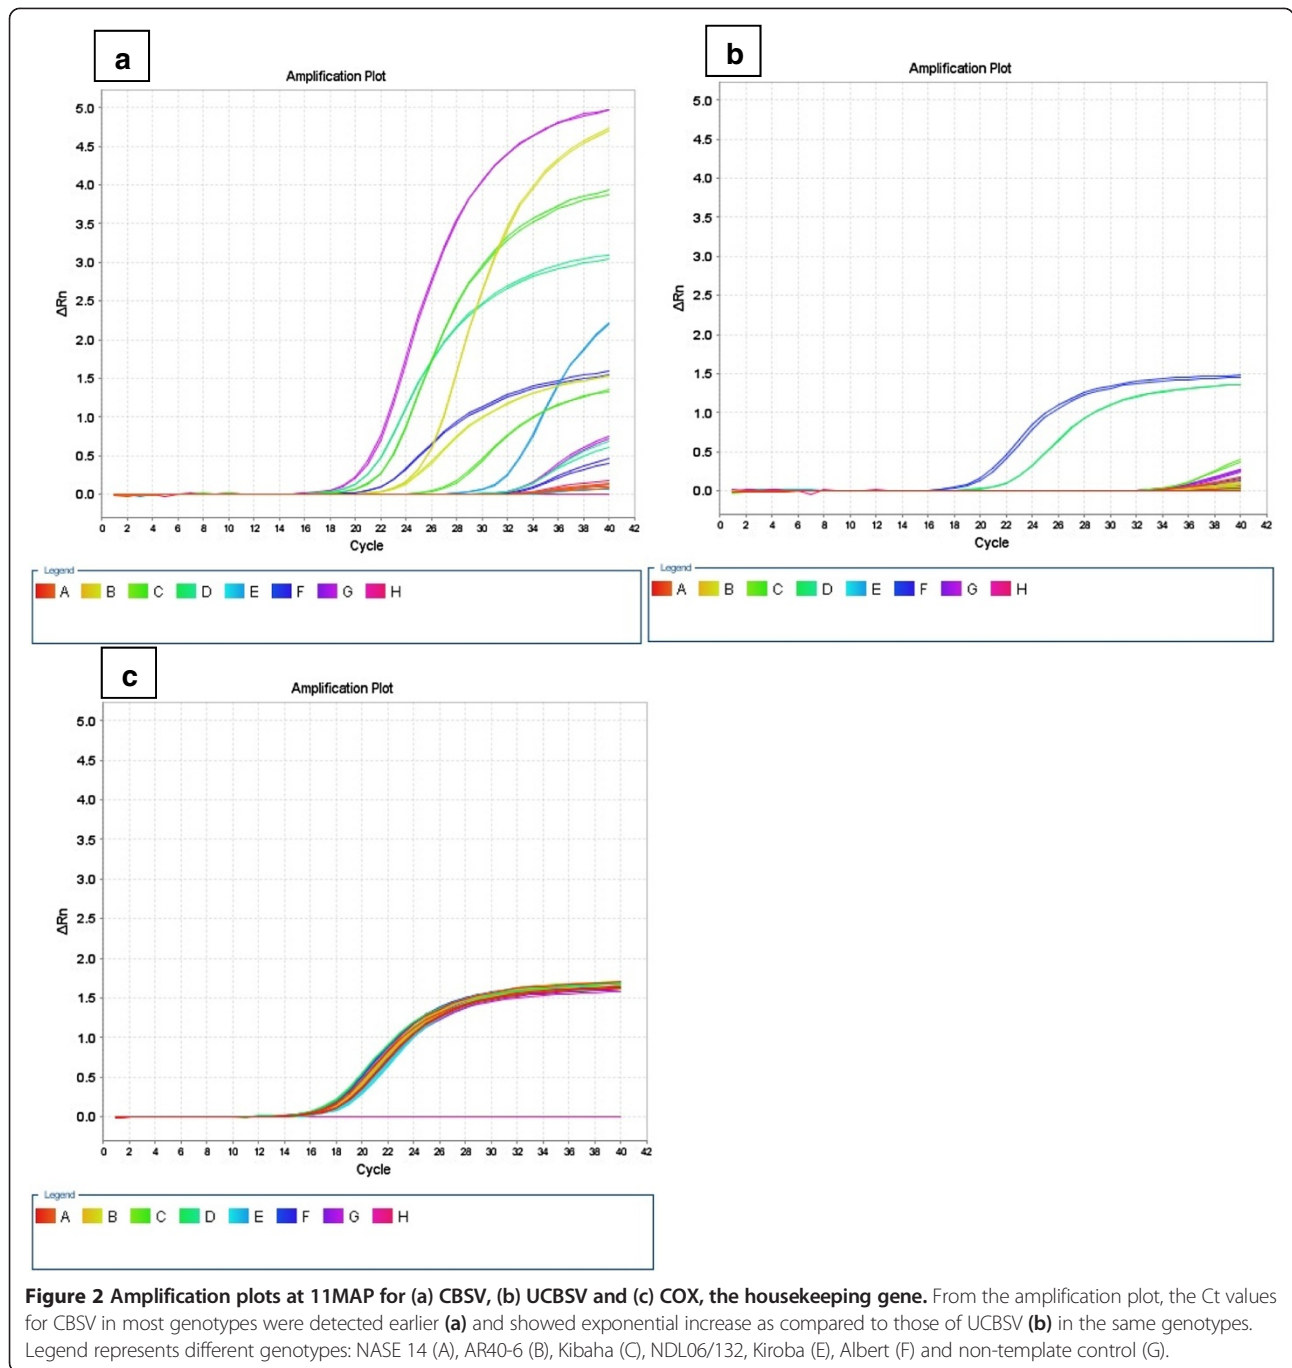 a
Amplification Plot
5.0
4.5
4.0
3.5
3.0
2.5
2.0
1.5
1.0
0.5
0.0
ΔRn
0 2 4 6 8 10 12 14 16 18 20 22 24 26 28 30 32 34 36 38 40 42
Cycle
Legend
A B C D E F G H
b
Amplification Plot
5.0
4.5
4.0
3.5
3.0
2.5
2.0
1.5
1.0
0.5
0.0
ΔRn
0 2 4 6 8 10 12 14 16 18 20 22 24 26 28 30 32 34 36 38 40 42
Cycle
Legend
A B C D E F G H
c
Amplification Plot
5.0
4.5
4.0
3.5
3.0
2.5
2.0
1.5
1.0
0.5
0.0
ΔRn
0 2 4 6 8 10 12 14 16 18 20 22 24 26 28 30 32 34 36 38 40 42
Cycle
Legend
A B C D E F G H
Figure 2 Amplification plots at 11MAP for (a) CBSV, (b) UCBSV and (c) COX, the housekeeping gene. From the amplification plot, the Ct values
for CBSV in most genotypes were detected earlier (a) and showed exponential increase as compared to those of UCBSV (b) in the same genotypes.
Legend represents different genotypes: NASE 14 (A), AR40-6 (B), Kibaha (C), NDL06/132, Kiroba (E), Albert (F) and non-template control (G).